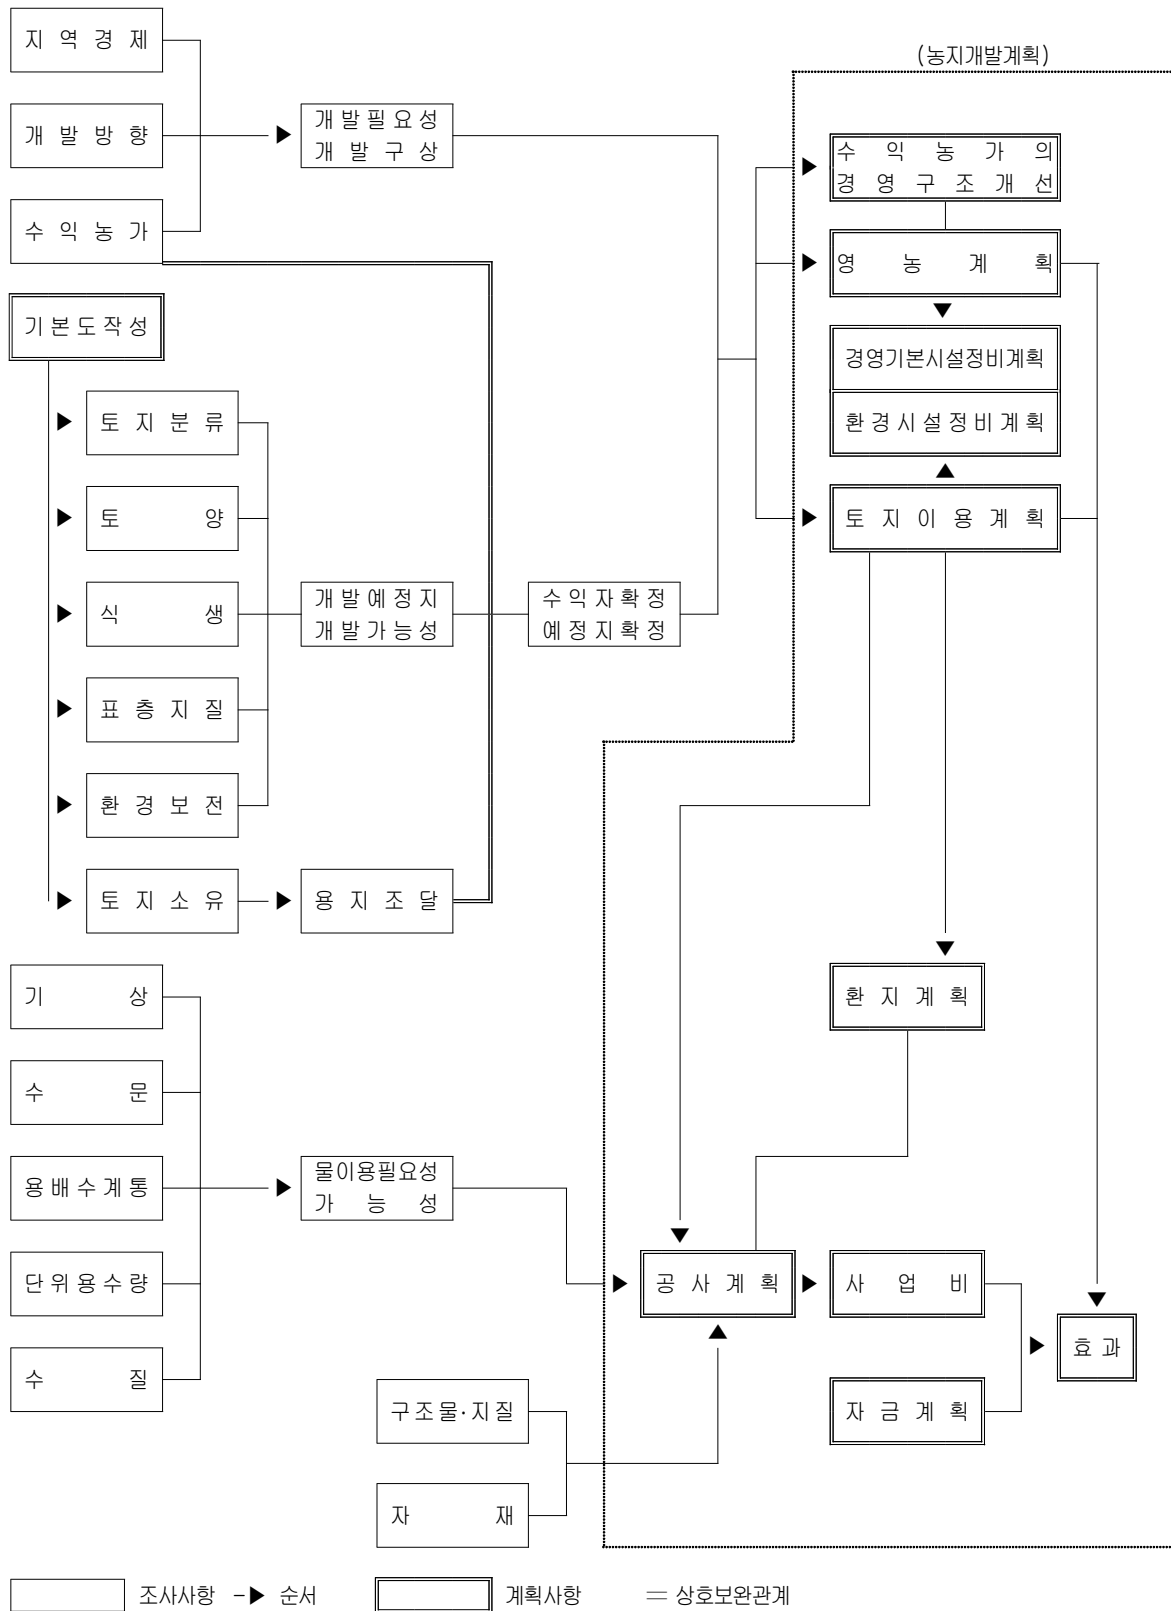 (농지개발계획)
지역경제
개발방향
수익농가
개발필요성
개발구상
수익농가의
경영구조개선
영농계획
기본도작성
경영기본시설정비계획
환경시설정비계획
토지분류
토양
식생
표층지질
환경보전
토지소유
개발예정지
개발가능성
수익자확정
예정지확정
토지이용계획
용지조달
환지계획
기상
수문
용배수계통
단위용수량
수질
물이용필요성
가능성
공사계획
사업비
효과
자금계획
구조물·지질
자재
조사사항
순서
계획사항
= 상호보완관계